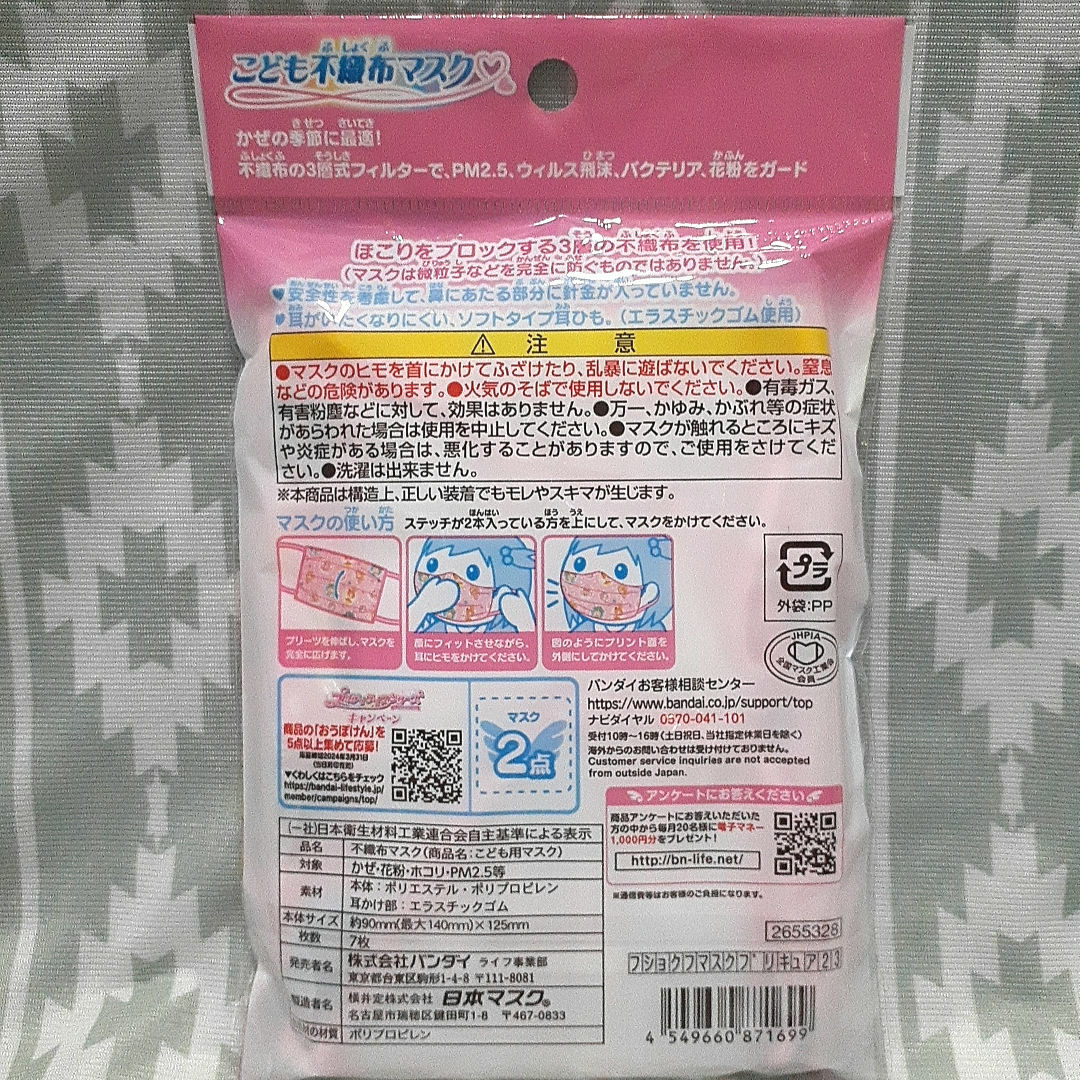 こども不織布マスク
かぜの季節に最適!
不織布の3層式フィルターで、PM2.5、ウィルス飛沫、バクテリア、花粉をガード
ほこりをブロックする3層の不織布を使用!
(マスクは微粒子などを完全に防ぐものではありません。)
♥安全性を考慮して、鼻にあたる部分に針金が入っていません。
♥耳がいたくなりにくい、ソフトタイプ耳ひも。(エラスチックゴム使用)
⚠ 注 意
●マスクのヒモを首にかけてふざけたり、乱暴に遊ばないでください。窒息
などの危険があります。●火気のそばで使用しないでください。●有毒ガス、
有害粉塵などに対して、効果はありません。●万一、かゆみ、かぶれ等の症状
があらわれた場合は使用を中止してください。●マスクが触れるところにキズ
や炎症がある場合は、悪化することがありますので、ご使用をさけてくだ
さい。●洗濯は出来ません。
※本商品は構造上、正しい装着でもモレやスキマが生じます。
マスクの使い方 ステッチが2本入っている方を上にして、マスクをかけてください。
プリーツを伸ばし、マスクを
完全に広げます。
顔にフィットさせながら、
耳にヒモをかけてください。
図のようにプリント面を
外側にしてかけてください。
プラ
外袋:PP
JHPIA
全国マスク工業会
会員
キャンペーン
商品の「おうぼけん」を
5点以上集めて応募!
応募締切2024年3月31日
(当日消印有効)
▼くわしくはこちらをチェック
https://bandai-lifestyle.jp/
member/campaigns/top/
マスク
2点
バンダイお客様相談センター
https://www.bandai.co.jp/support/top
ナビダイヤル 0570-041-101
受付10時～16時(土日祝日、当社指定休業日を除く)
海外からのお問い合わせは受け付けておりません。
Customer service inquiries are not accepted
from outside Japan.
アンケートにお答えください
商品アンケートにお答えいただいた
方の中から毎月20名様に電子マネー
1,000円分をプレゼント!
http://bn-life.net/
※通信費等はお客様のご負担になります。
(一社)日本衛生材料工業連合会自主基準による表示
品名 不織布マスク(商品名:こども用マスク)
対象 かぜ・花粉・ホコリ・PM2.5等
素材 本体:ポリエステル・ポリプロピレン
耳かけ部:エラスチックゴム
本体サイズ 約90mm(最大140mm)×125mm
枚数 7枚
発売者名 株式会社バンダイ ライフ事業部
東京都台東区駒形1-4-8 〒111-8081
製造者名 横井定株式会社 日本マスク®
名古屋市瑞穂区鍵田町1-8 〒467-0833
の材質 ポリプロピレン
2655328
フショクフマスクプリキュア23
4 549660 871699